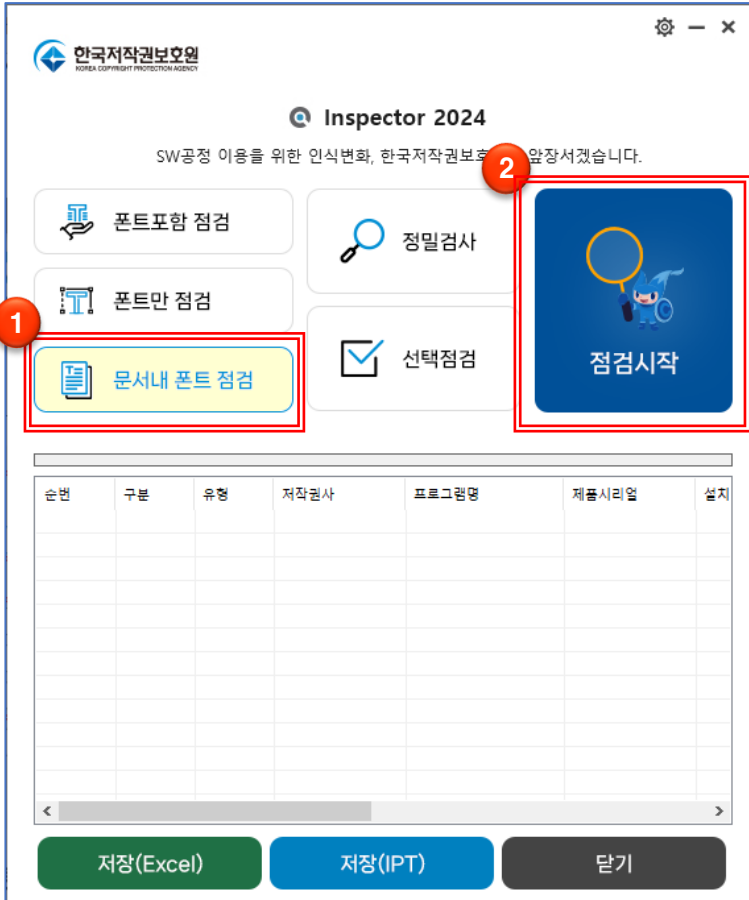 한국저작권보호원
KOREA COPYRIGHT PROTECTION AGENCY
Inspector 2024
SW공정 이용을 위한 인식변화, 한국저작권보호 앞장서겠습니다.
2
폰트포함 점검
정밀검사
폰트만 점검
1
선택점검
점검시작
문서내 폰트 점검
순번 구분 유형 저작권사 프로그램명 제품시리얼 설치
저장(Excel) 저장(IPT) 닫기